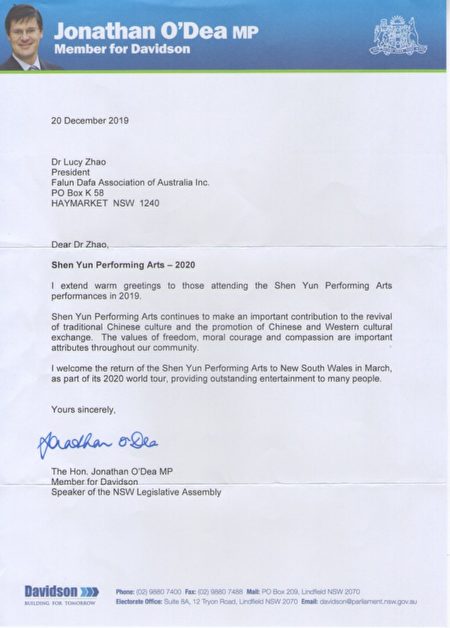 Jonathan O'Dea MP
Member for Davidson
20 December 2019
Dr Lucy Zhao
President
Falun Dafa Association of Australia Inc.
PO Box K 58
HAYMARKET NSW 1240
Dear Dr Zhao,
Shen Yun Performing Arts – 2020
I extend warm greetings to those attending the Shen Yun Performing Arts
performances in 2019.
Shen Yun Performing Arts continues to make an important contribution to the revival
of traditional Chinese culture and the promotion of Chinese and Western cultural
exchange. The values of freedom, moral courage and compassion are important
attributes throughout our community.
I welcome the return of the Shen Yun Performing Arts to New South Wales in March,
as part of its 2020 world tour, providing outstanding entertainment to many people.
Yours sincerely,
Jonathan O'Dea
The Hon. Jonathan O'Dea MP
Member for Davidson
Speaker of the NSW Legislative Assembly
Davidson
BUILDING FOR TOMORROW
Phone: (02) 9880 7400 Fax: (02) 9880 7488 Mail: PO Box 209, Lindfield NSW 2070
Electorate Office: Suite 8A, 12 Tryon Road, Lindfield NSW 2070 Email: davidson@parliament.nsw.gov.au